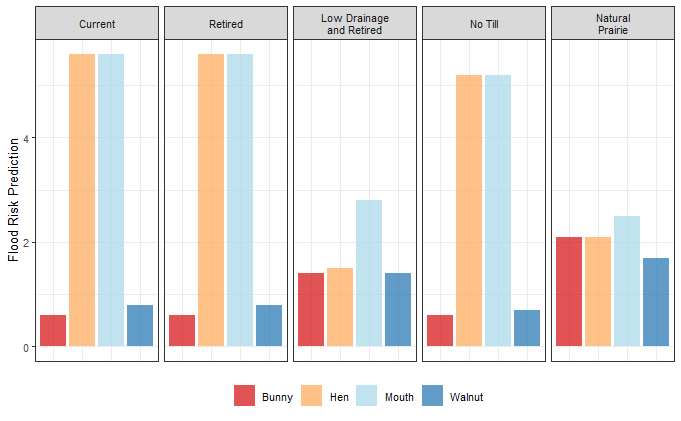 Current
Retired
Low Drainage
and Retired
No Till
Natural
Prairie
Flood Risk Prediction
4
2
0
Bunny
Hen
Mouth
Walnut